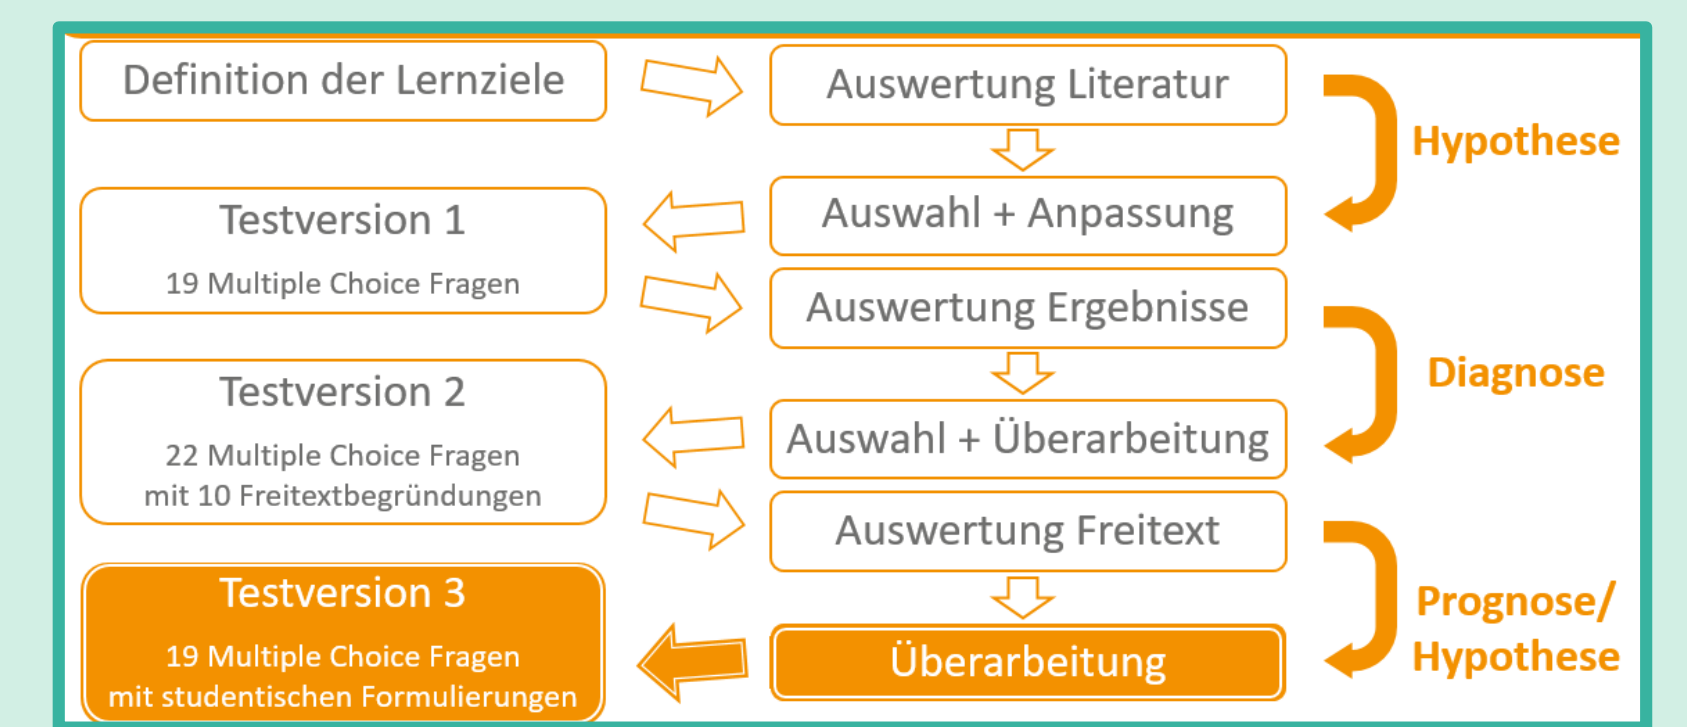 Definition der Lernziele
Auswertung Literatur
Hypothese
Auswahl + Anpassung
Testversion 1
19 Multiple Choice Fragen
Auswertung Ergebnisse
Diagnose
Auswahl + Überarbeitung
Testversion 2
22 Multiple Choice Fragen
mit 10 Freitextbegründungen
Auswertung Freitext
Prognose/
Hypothese
Überarbeitung
Testversion 3
19 Multiple Choice Fragen
mit studentischen Formulierungen